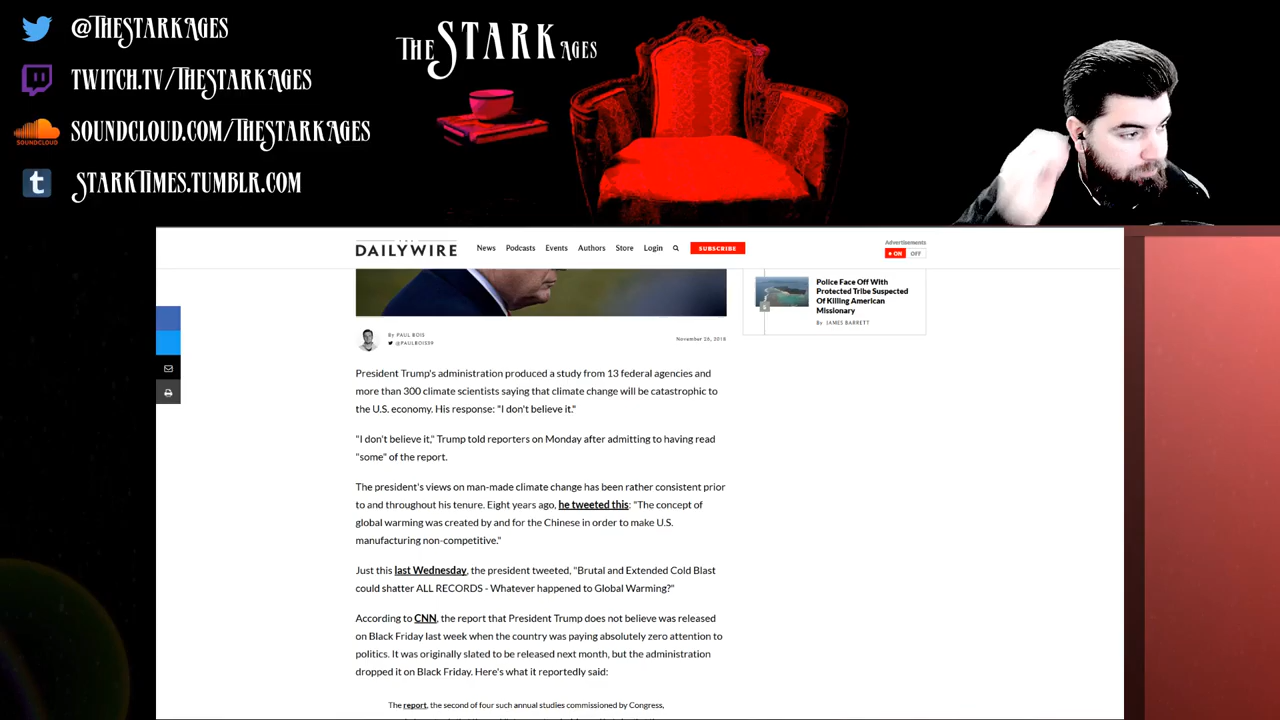 @TheStarkAges
THE STARK AGES
twitch.tv/TheStarkAges
soundcloud.com/TheStarkAges
SOUNDCLOUD
starktimes.tumblr.com
DAILYWIRE
News Podcasts Events Authors Store Login SUBSCRIBE
Advertisements
ON OFF
Police Face Off With
Protected Tribe Suspected
Of Killing American
Missionary
By JAMES BARRETT
By PAUL BOIS
@PAULBOIS39
November 26, 2018
President Trump's administration produced a study from 13 federal agencies and
more than 300 climate scientists saying that climate change will be catastrophic to
the U.S. economy. His response: "I don't believe it."
"I don't believe it," Trump told reporters on Monday after admitting to having read
"some" of the report.
The president's views on man-made climate change has been rather consistent prior
to and throughout his tenure. Eight years ago, he tweeted this: "The concept of
global warming was created by and for the Chinese in order to make U.S.
manufacturing non-competitive."
Just this last Wednesday, the president tweeted, "Brutal and Extended Cold Blast
could shatter ALL RECORDS - Whatever happened to Global Warming?"
According to CNN, the report that President Trump does not believe was released
on Black Friday last week when the country was paying absolutely zero attention to
politics. It was originally slated to be released next month, but the administration
dropped it on Black Friday. Here's what it reportedly said:
The report, the second of four such annual studies commissioned by Congress,